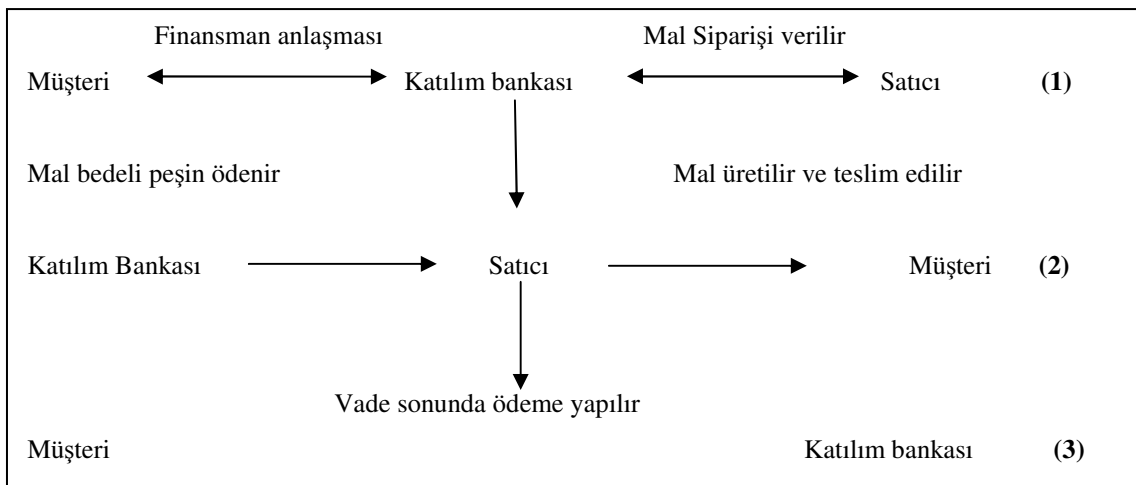 Finansman anlaşması Mal Siparişi verilir
Müşteri Katılım bankası Satıcı (1)
Mal bedeli peşin ödenir Mal üretilir ve teslim edilir
Katılım Bankası Satıcı Müşteri (2)
Vade sonunda ödeme yapılır
Müşteri Katılım bankası (3)